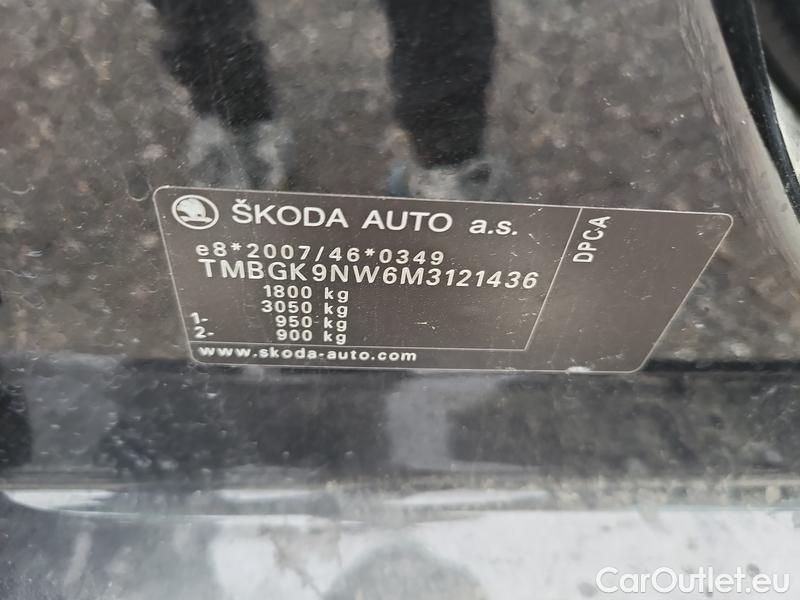 ŠKODA AUTO a.s.
e8*2007/46*0349
TMBGK9NW6M3121436
1800 kg
3050 kg
1- 950 kg
2- 900 kg
www.skoda-auto.com
DPCA
CarOutlet.eu